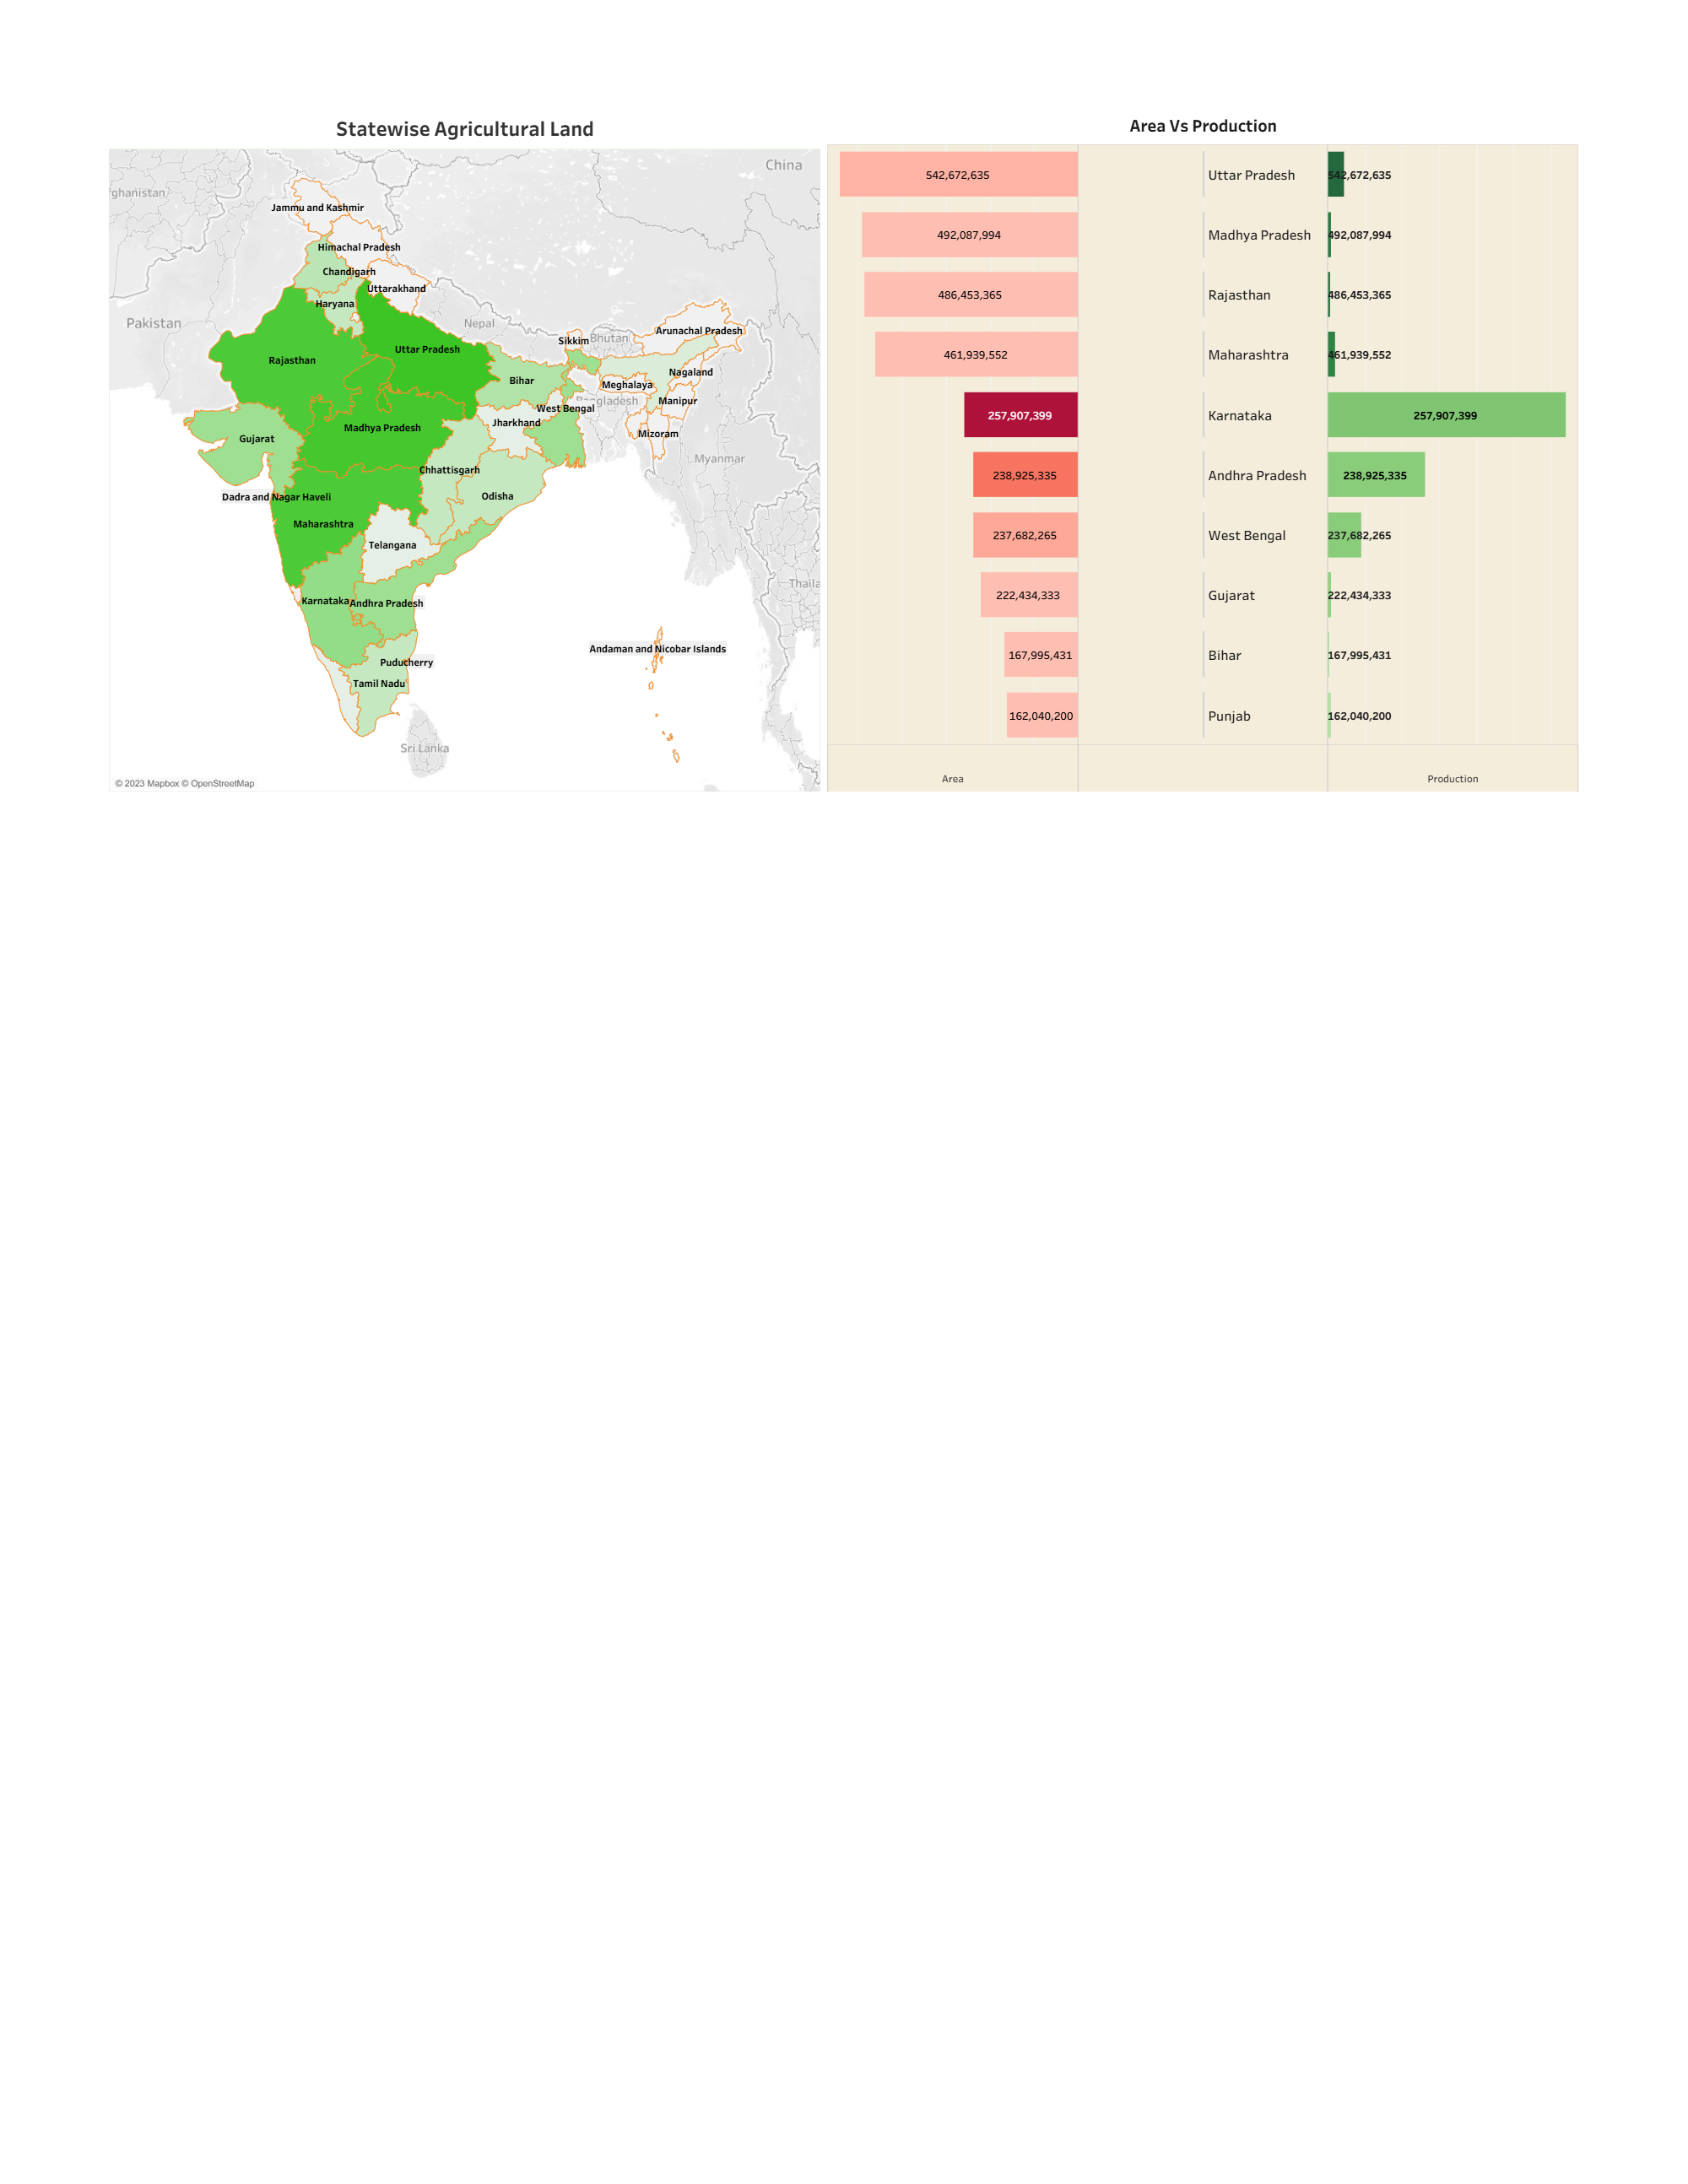 Statewise Agricultural Land
China
fghanistan
Jammu and Kashmir
Himachal Pradesh
Chandigarh
Uttarakhand
Haryana
Pakistan
Nepal
Arunachal Pradesh
Sikkim
Bhutan
Uttar Pradesh
Rajasthan
Nagaland
Bihar
Meghalaya
Bangladesh
Manipur
West Bengal
Jharkhand
Madhya Pradesh
Mizoram
Gujarat
Myanmar
Chhattisgarh
Dadra and Nagar Haveli
Odisha
Maharashtra
Telangana
Thaila
Karnataka
Andhra Pradesh
Andaman and Nicobar Islands
Puducherry
Tamil Nadu
Sri Lanka
© 2023 Mapbox © OpenStreetMap
Area Vs Production
542,672,635 Uttar Pradesh 542,672,635
492,087,994 Madhya Pradesh 492,087,994
486,453,365 Rajasthan 486,453,365
461,939,552 Maharashtra 461,939,552
257,907,399 Karnataka 257,907,399
238,925,335 Andhra Pradesh 238,925,335
237,682,265 West Bengal 237,682,265
222,434,333 Gujarat 222,434,333
167,995,431 Bihar 167,995,431
162,040,200 Punjab 162,040,200
Area Production